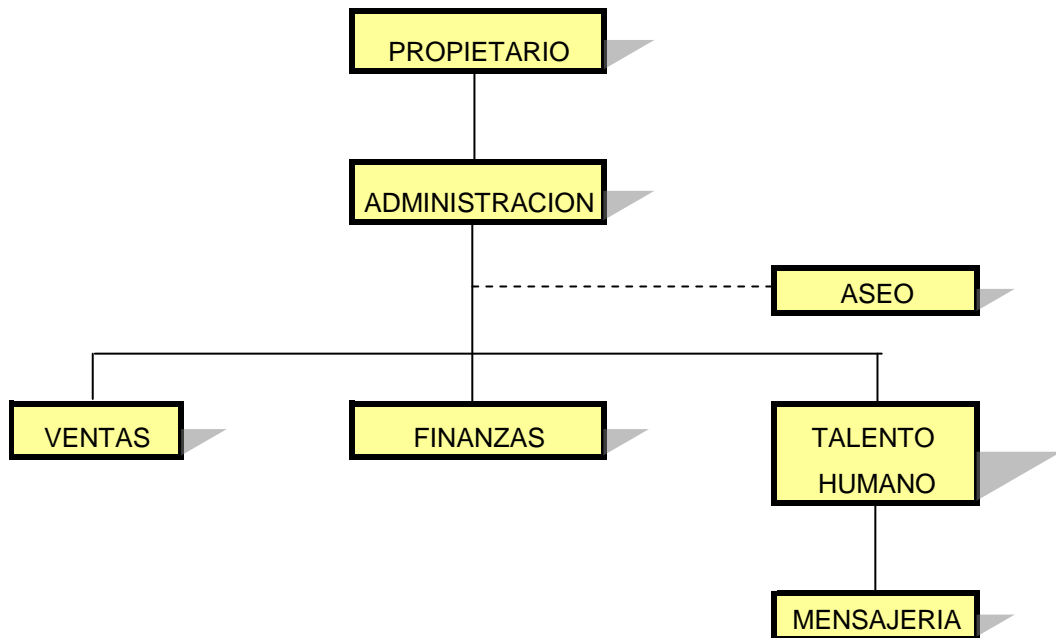 PROPIETARIO
ADMINISTRACION
ASEO
VENTAS
FINANZAS
TALENTO
HUMANO
MENSAJERIA